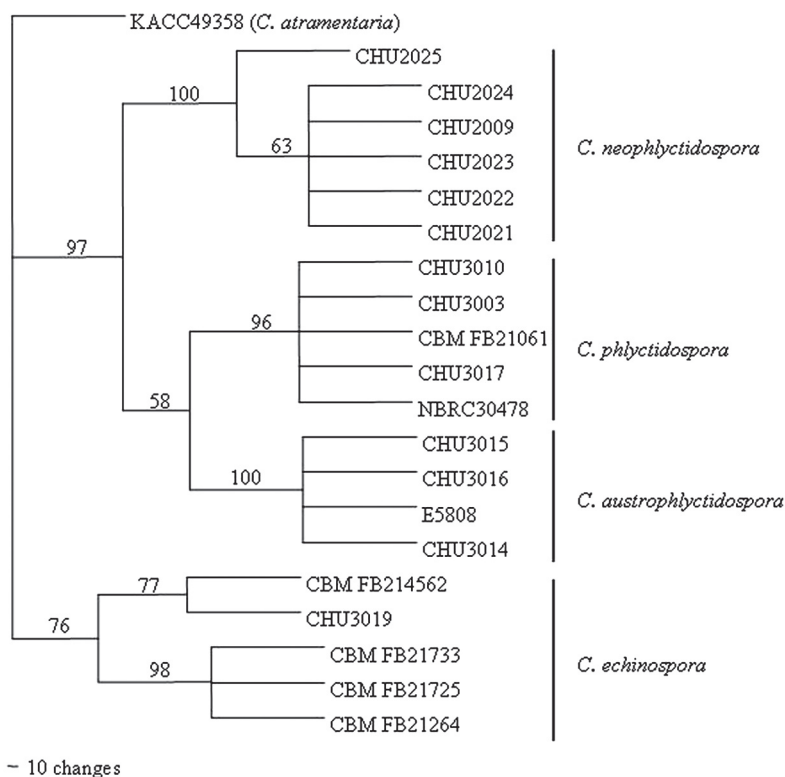 KACC49358 (C. atramentaria)
CHU2025
100
CHU2024
CHU2009
63
CHU2023
C. neophlyctidospora
CHU2022
CHU2021
97
CHU3010
CHU3003
96
CBM FB21061
C. phlyctidospora
CHU3017
58
NBRC30478
CHU3015
100
CHU3016
C. austrophlyctidospora
E5808
CHU3014
77
CBM FB214562
CHU3019
76
CBM FB21733
98
C. echinospora
CBM FB21725
CBM FB21264
– 10 changes